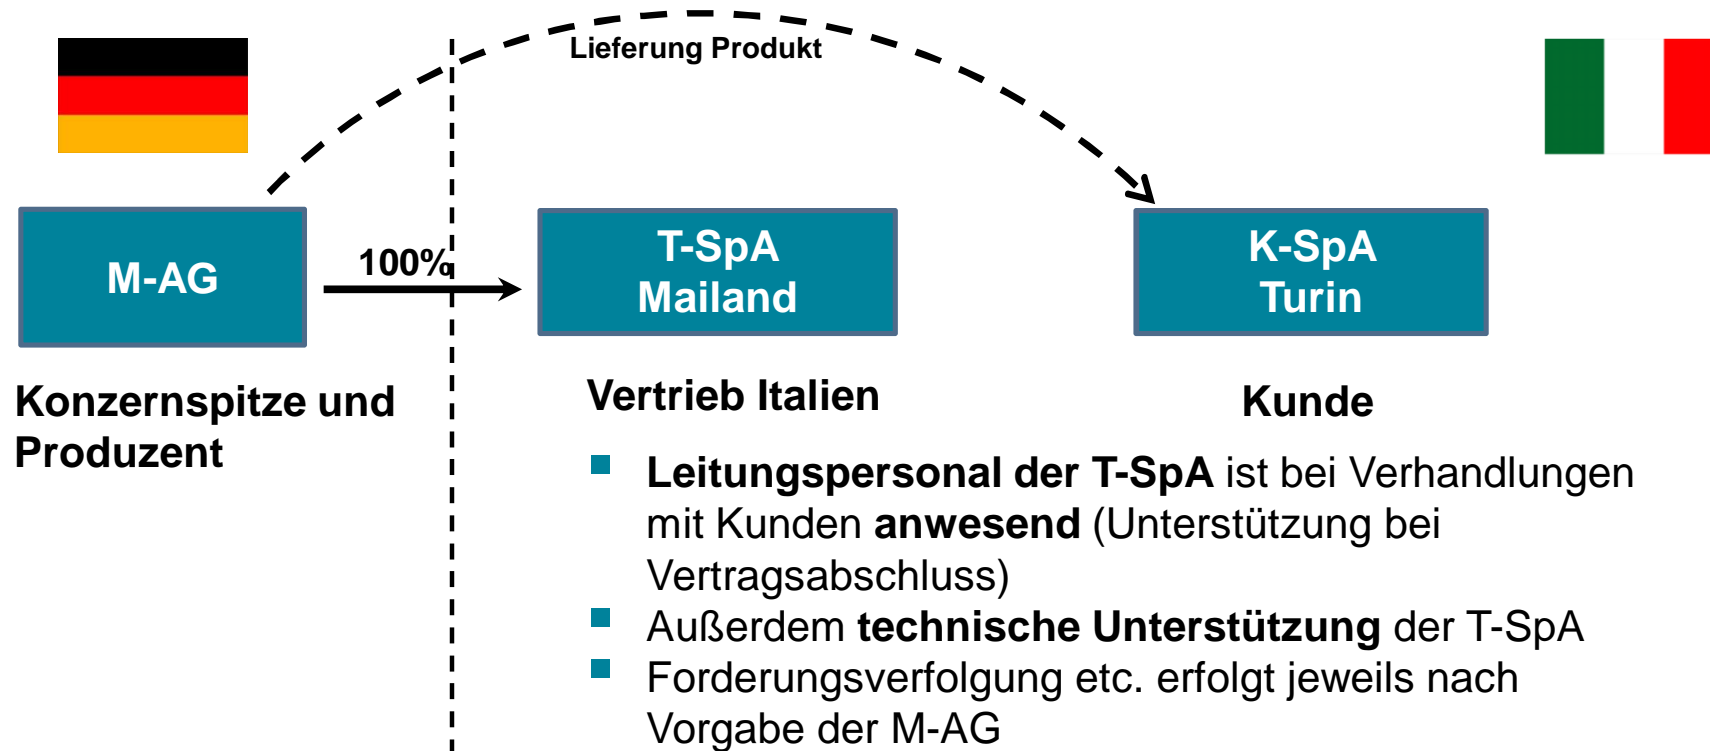 Lieferung Produkt
M-AG
100%
T-SpA
Mailand
K-SpA
Turin
Konzernspitze und
Produzent
Vertrieb Italien
Kunde
Leitungspersonal der T-SpA ist bei Verhandlungen
mit Kunden anwesend (Unterstützung bei
Vertragsabschluss)
Außerdem technische Unterstützung der T-SpA
Forderungsverfolgung etc. erfolgt jeweils nach
Vorgabe der M-AG